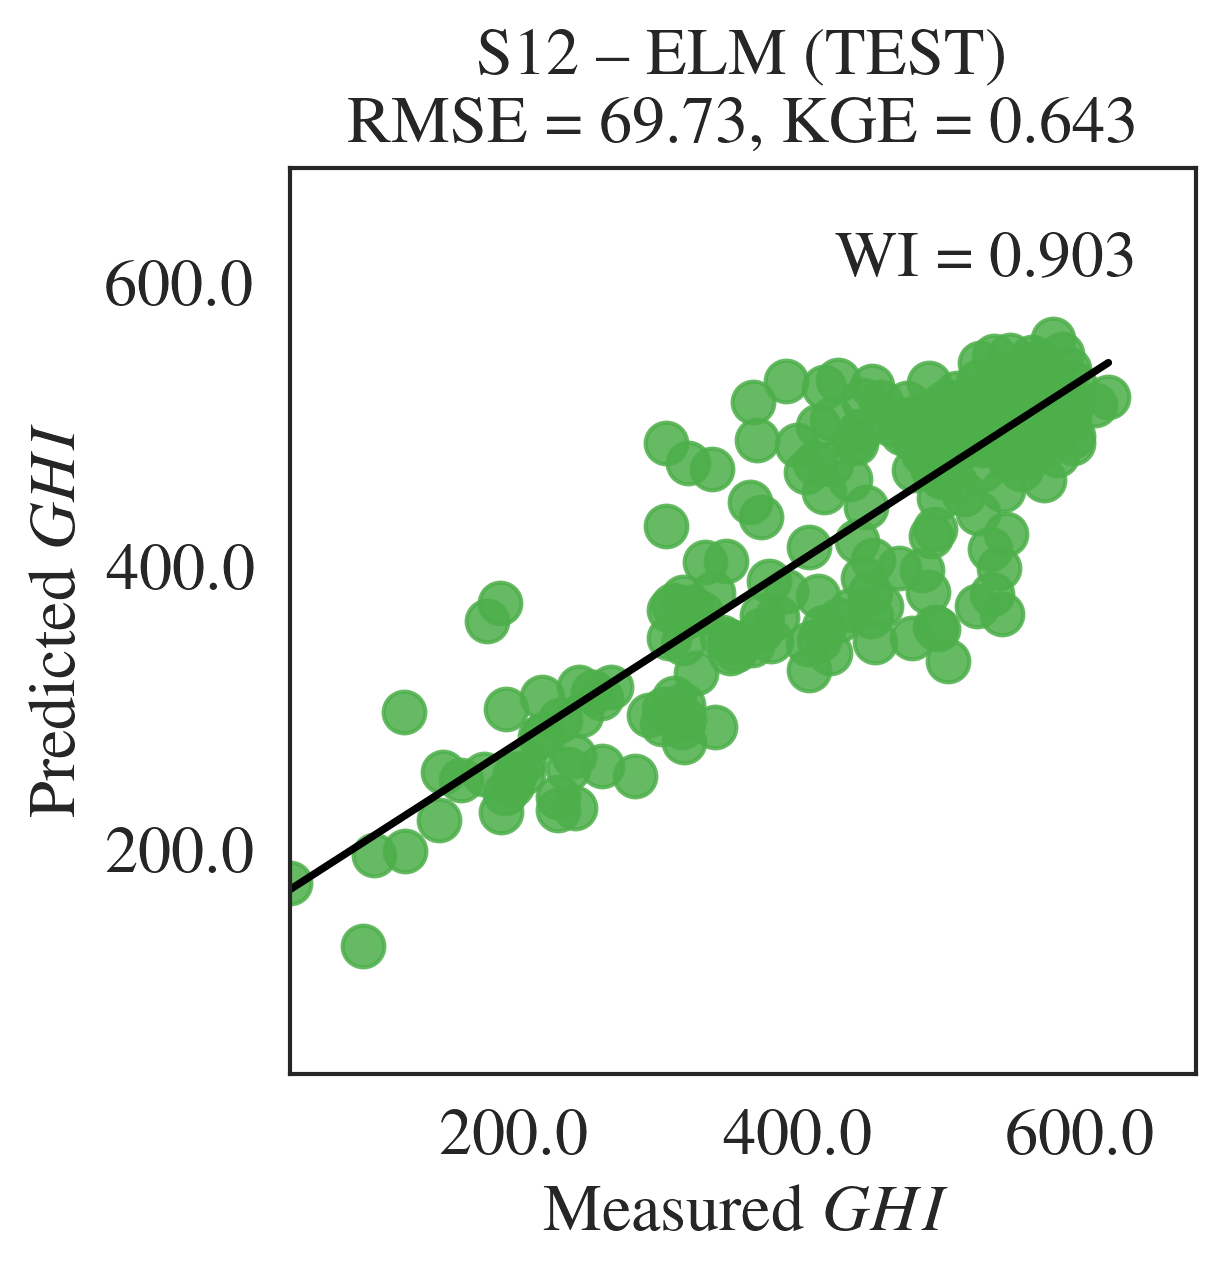 S12 – ELM (TEST)
RMSE = 69.73, KGE = 0.643
WI = 0.903
600.0
400.0
200.0
Predicted GHI
200.0 400.0 600.0
Measured GHI